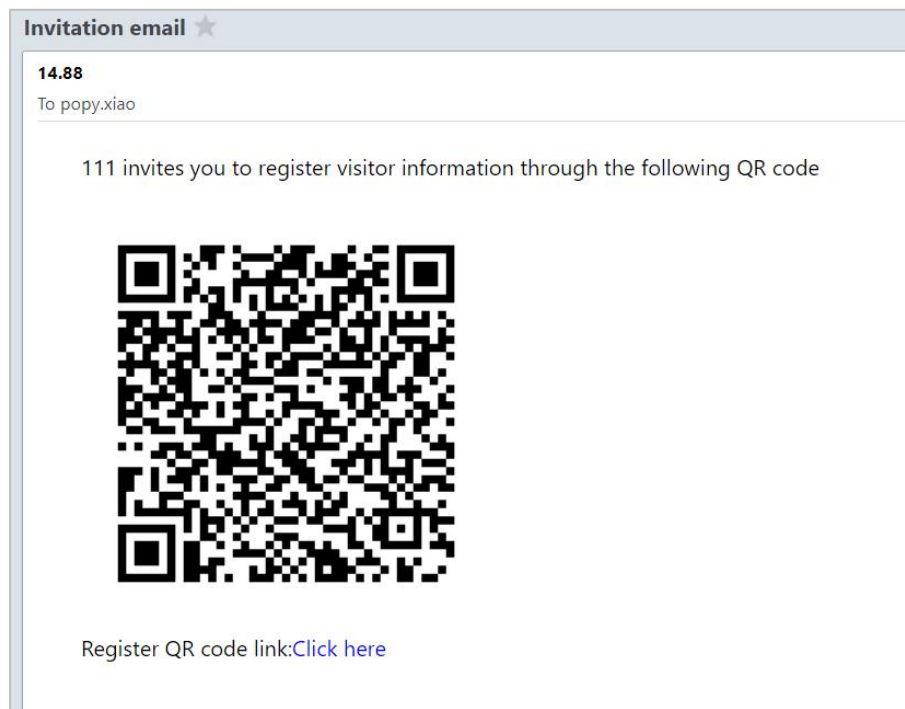 Invitation email
14.88
To popy.xiao
111 invites you to register visitor information through the following QR code
Register QR code link:Click here